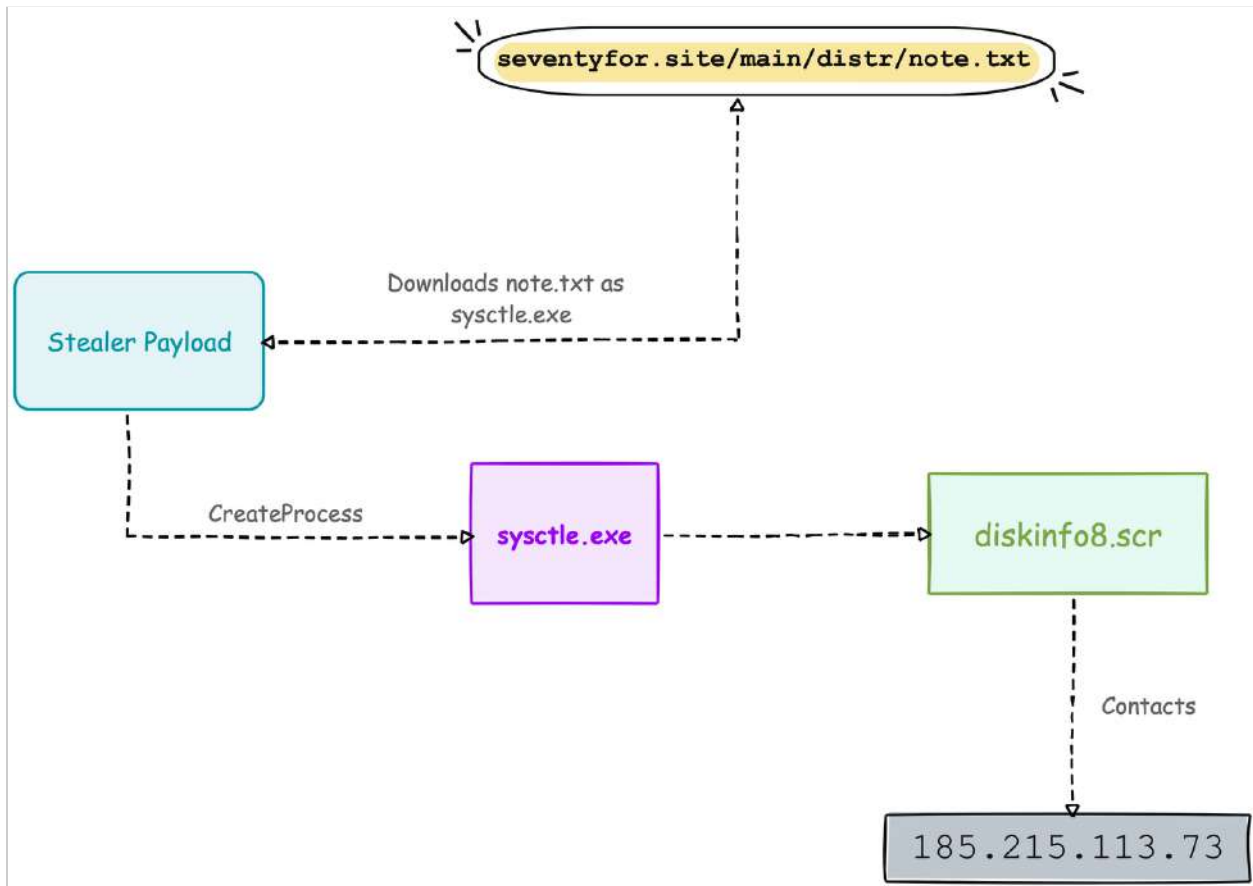 seventyfor.site/main/distr/note.txt
Downloads note.txt as
sysctle.exe
Stealer Payload
CreateProcess
sysctle.exe
diskinfo8.scr
Contacts
185.215.113.73